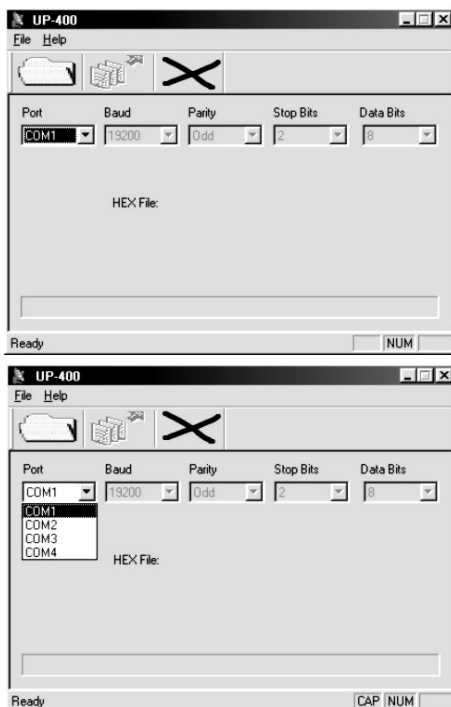 UP-400
File Help
Port Baud Parity Stop Bits Data Bits
COM1 19200 Odd 2 8
HEX File:
Ready NUM
UP-400
File Help
Port Baud Parity Stop Bits Data Bits
COM1 19200 Odd 2 8
COM1
COM2
COM3
COM4
HEX File:
Ready CAP NUM